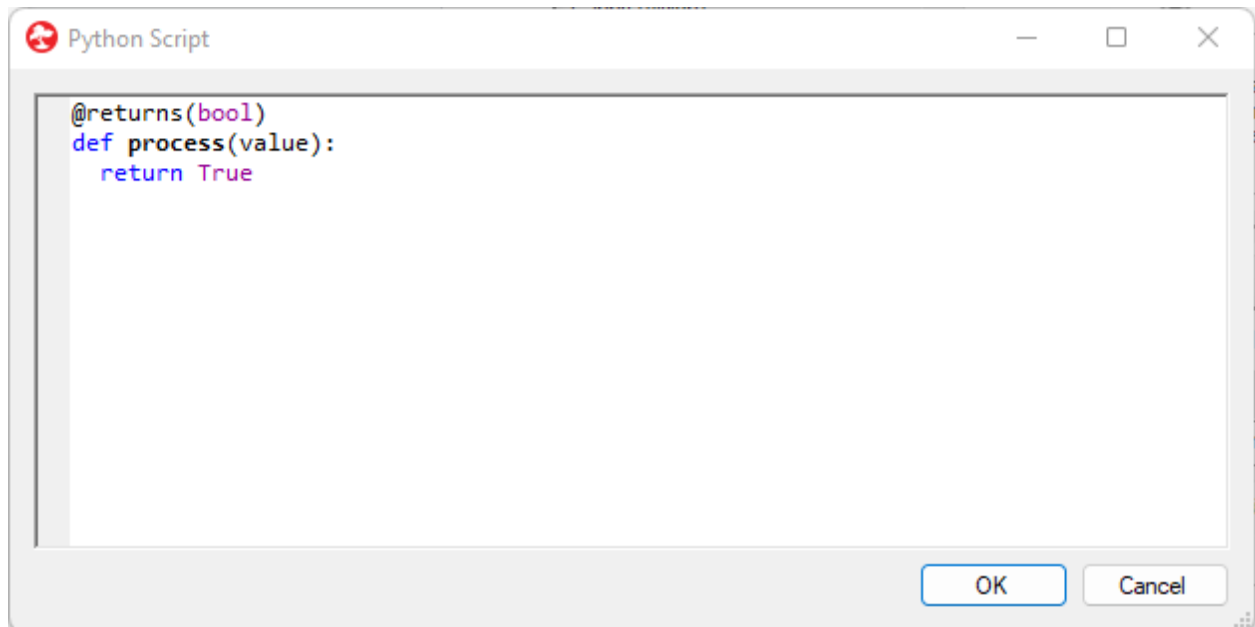 Python Script
@returns(bool)
def process(value):
  return True
OK
Cancel